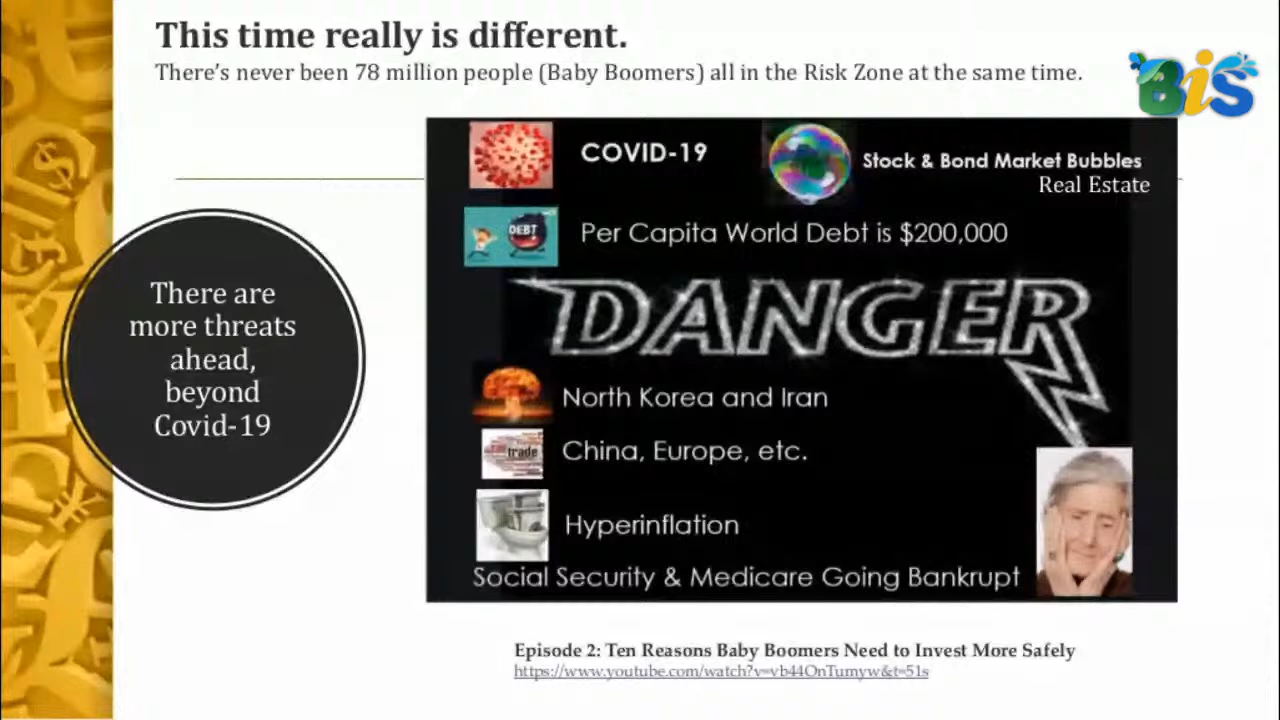 This time really is different.
There's never been 78 million people (Baby Boomers) all in the Risk Zone at the same time.
BiS
COVID-19
Stock & Bond Market Bubbles
Real Estate
DEBT
Per Capita World Debt is $200,000
DANGER
There are
more threats
ahead,
beyond
Covid-19
North Korea and Iran
trade
China, Europe, etc.
Hyperinflation
Social Security & Medicare Going Bankrupt
Episode 2: Ten Reasons Baby Boomers Need to Invest More Safely
https://www.youtube.com/watch?v=vb44OnTumyw&t=51s